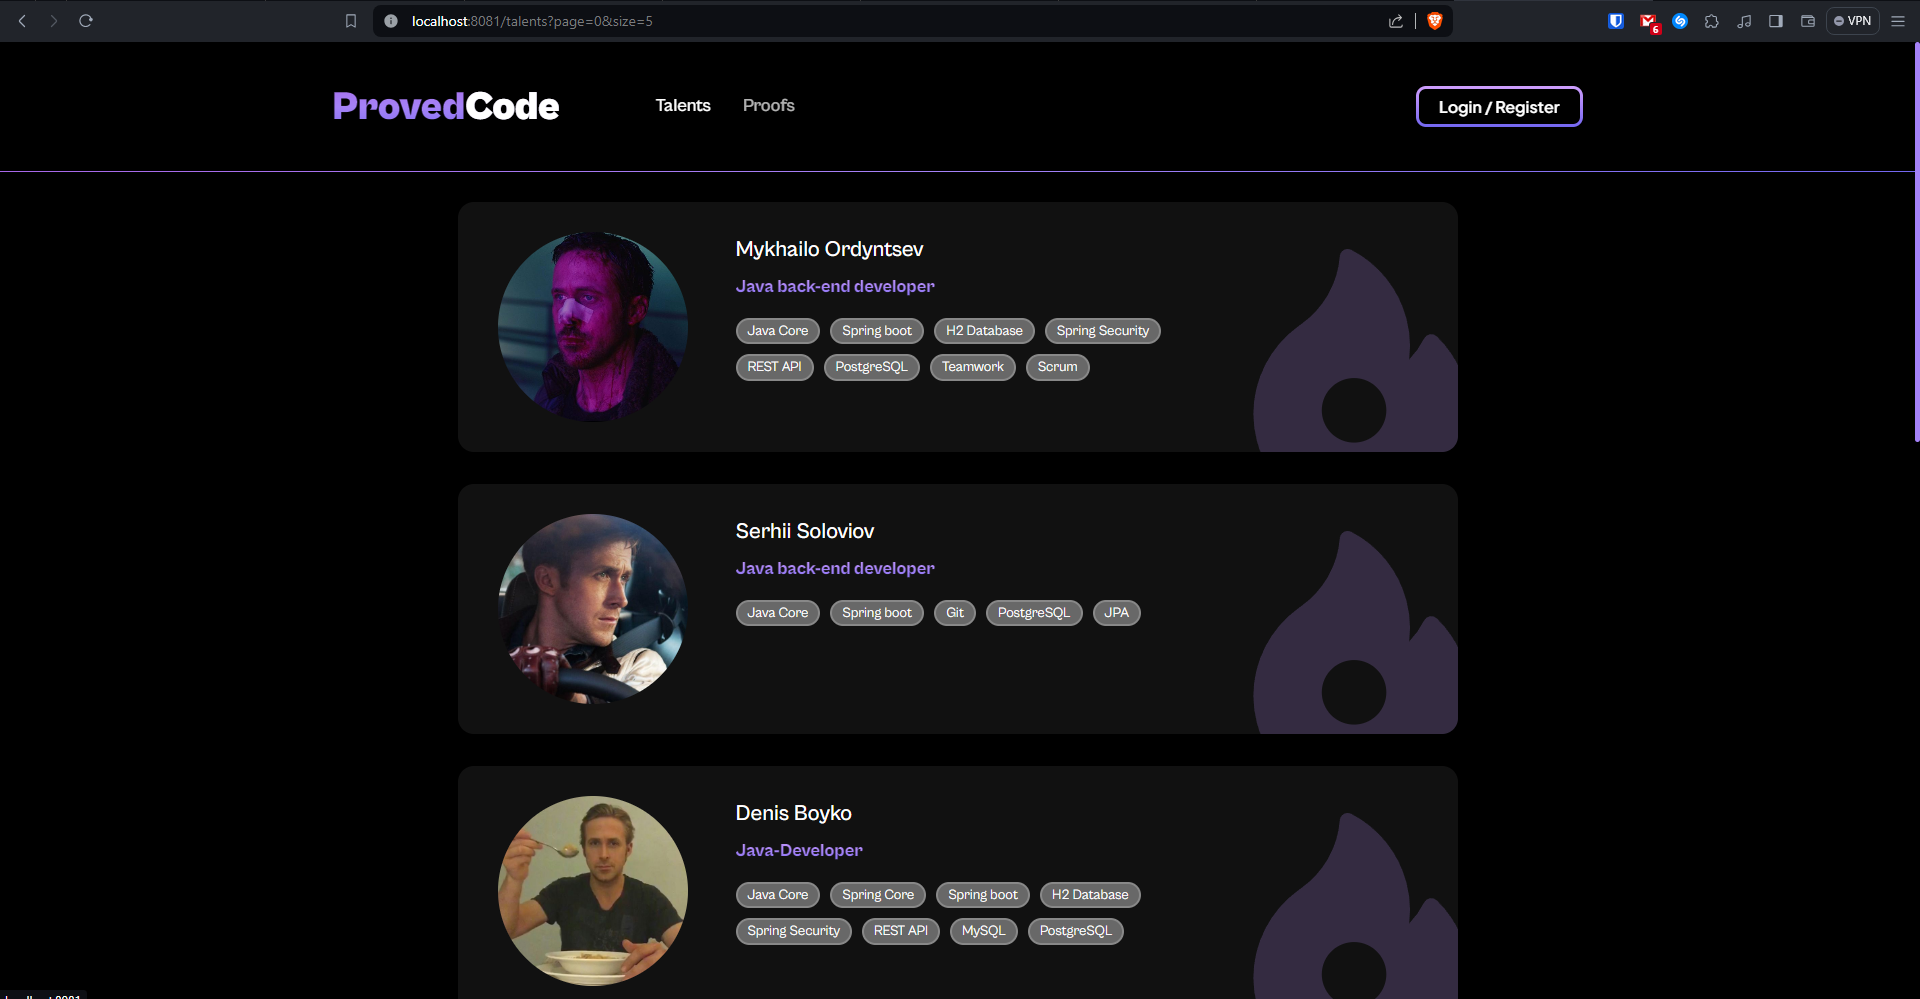 localhost:8081/talents?page=0&size=5
6
VPN
ProvedCode
Talents
Proofs
Login / Register
Mykhailo Ordyntsev
Java back-end developer
Java Core Spring boot H2 Database Spring Security
REST API PostgreSQL Teamwork Scrum
Serhii Soloviov
Java back-end developer
Java Core Spring boot Git PostgreSQL JPA
Denis Boyko
Java-Developer
Java Core Spring Core Spring boot H2 Database
Spring Security REST API MySQL PostgreSQL